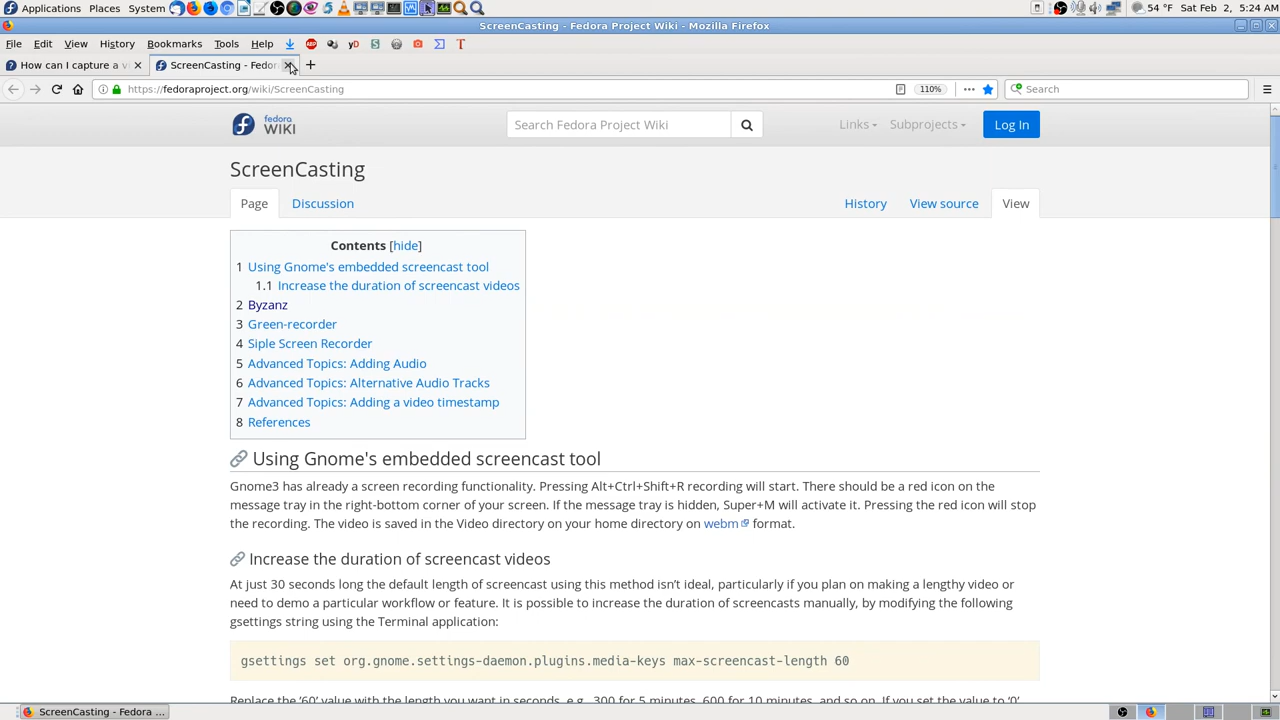 Applications Places System 54 °F Sat Feb 2, 5:24 AM
ScreenCasting - Fedora Project Wiki - Mozilla Firefox
File Edit View History Bookmarks Tools Help
How can I capture a vi ScreenCasting - Fedor
https://fedoraproject.org/wiki/ScreenCasting 110% Search
fedora WIKI Search Fedora Project Wiki Links Subprojects Log In
ScreenCasting
Page Discussion History View source View
Contents [hide]
1 Using Gnome's embedded screencast tool
1.1 Increase the duration of screencast videos
2 Byzanz
3 Green-recorder
4 Siple Screen Recorder
5 Advanced Topics: Adding Audio
6 Advanced Topics: Alternative Audio Tracks
7 Advanced Topics: Adding a video timestamp
8 References
Using Gnome's embedded screencast tool
Gnome3 has already a screen recording functionality. Pressing Alt+Ctrl+Shift+R recording will start. There should be a red icon on the
message tray in the right-bottom corner of your screen. If the message tray is hidden, Super+M will activate it. Pressing the red icon will stop
the recording. The video is saved in the Video directory on your home directory on webm format.
Increase the duration of screencast videos
At just 30 seconds long the default length of screencast using this method isn't ideal, particularly if you plan on making a lengthy video or
need to demo a particular workflow or feature. It is possible to increase the duration of screencasts manually, by modifying the following
gsettings string using the Terminal application:
gsettings set org.gnome.settings-daemon.plugins.media-keys max-screencast-length 60
Replace the '60' value with the length you want in seconds, e.g., 300 for 5 minutes, 600 for 10 minutes, and so on. If you set the value to '0'
ScreenCasting - Fedora ...